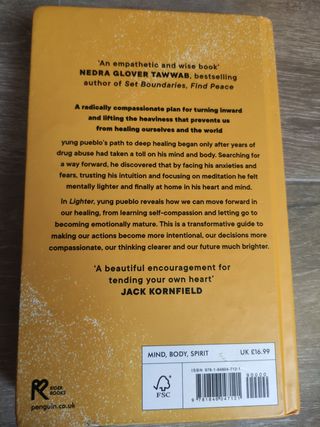 'An empathetic and wise book'
NEDRA GLOVER TAWWAB, bestselling
author of Set Boundaries, Find Peace
A radically compassionate plan for turning inward
and lifting the heaviness that prevents us
from healing ourselves and the world
yung pueblo's path to deep healing began only after years of
drug abuse had taken a toll on his mind and body. Searching for
a way forward, he discovered that by facing his anxieties and
fears, trusting his intuition and focusing on meditation he felt
mentally lighter and finally at home in his heart and mind.
In Lighter, yung pueblo reveals how we can move forward in
our healing, from learning self-compassion and letting go to
becoming emotionally mature. This is a transformative guide to
making our actions become more intentional, our decisions more
compassionate, our thinking clearer and our future much brighter.
'A beautiful encouragement for
tending your own heart'
JACK KORNFIELD
MIND, BODY, SPIRIT
UK £16.99
90000
RIDER
BOOKS
penguin.co.uk
FSC